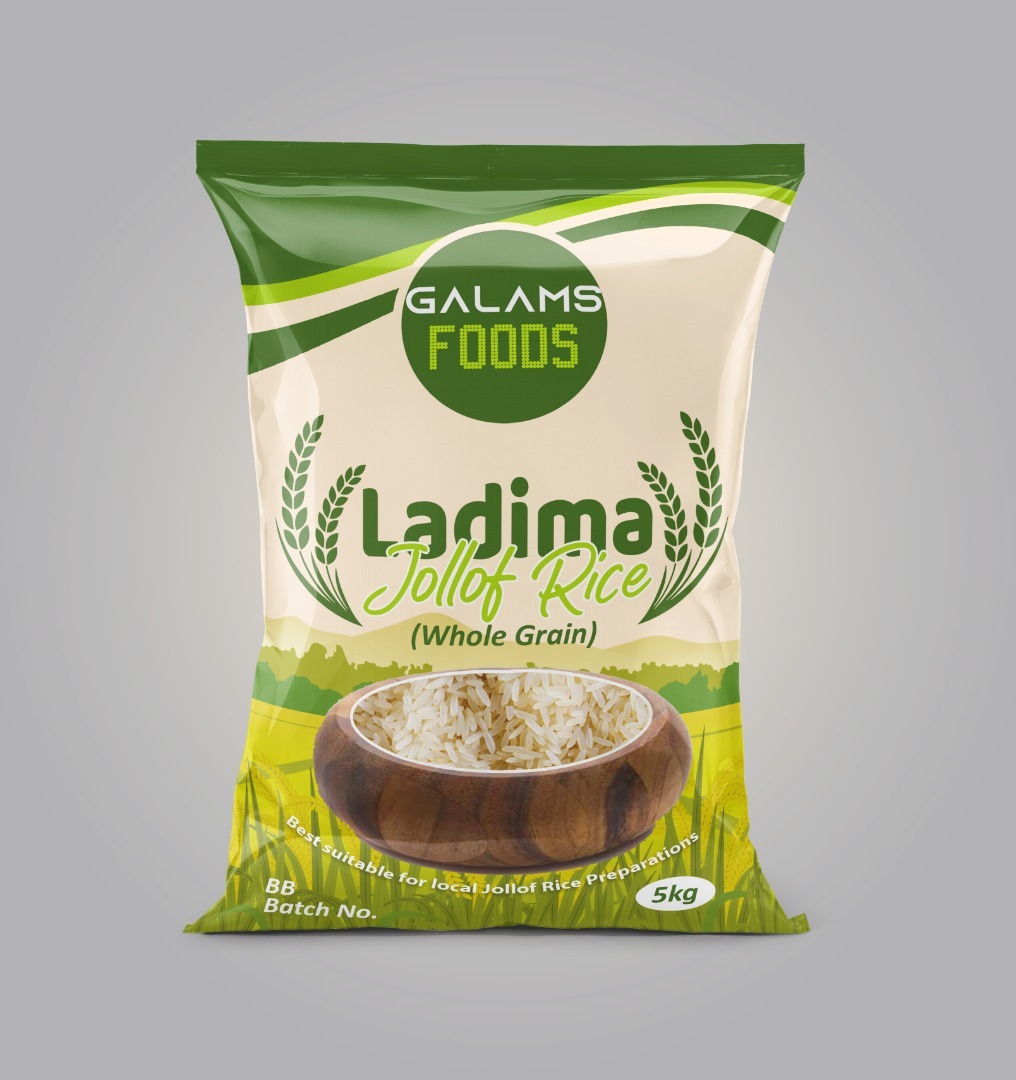 GALAMS
FOODS
Ladima
Jollof Rice
(Whole Grain)
Best suitable for local Jollof Rice Preparations
BB
Batch No.
5kg